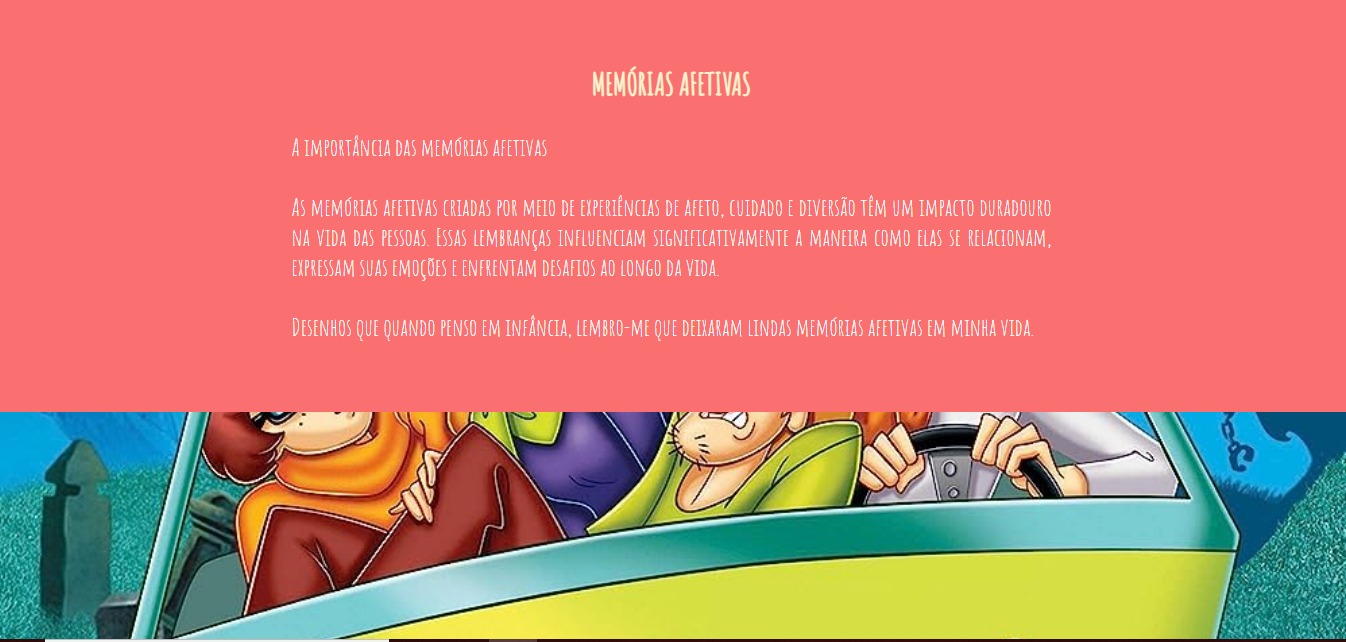 MEMÓRIAS AFETIVAS
A importância das memórias afetivas
As memórias afetivas criadas por meio de experiências de afeto, cuidado e diversão têm um impacto duradouro
na vida das pessoas. Essas lembranças influenciam significativamente a maneira como elas se relacionam,
expressam suas emoções e enfrentam desafios ao longo da vida.
Desenhos que quando penso em infância, lembro-me que deixaram lindas memórias afetivas em minha vida.